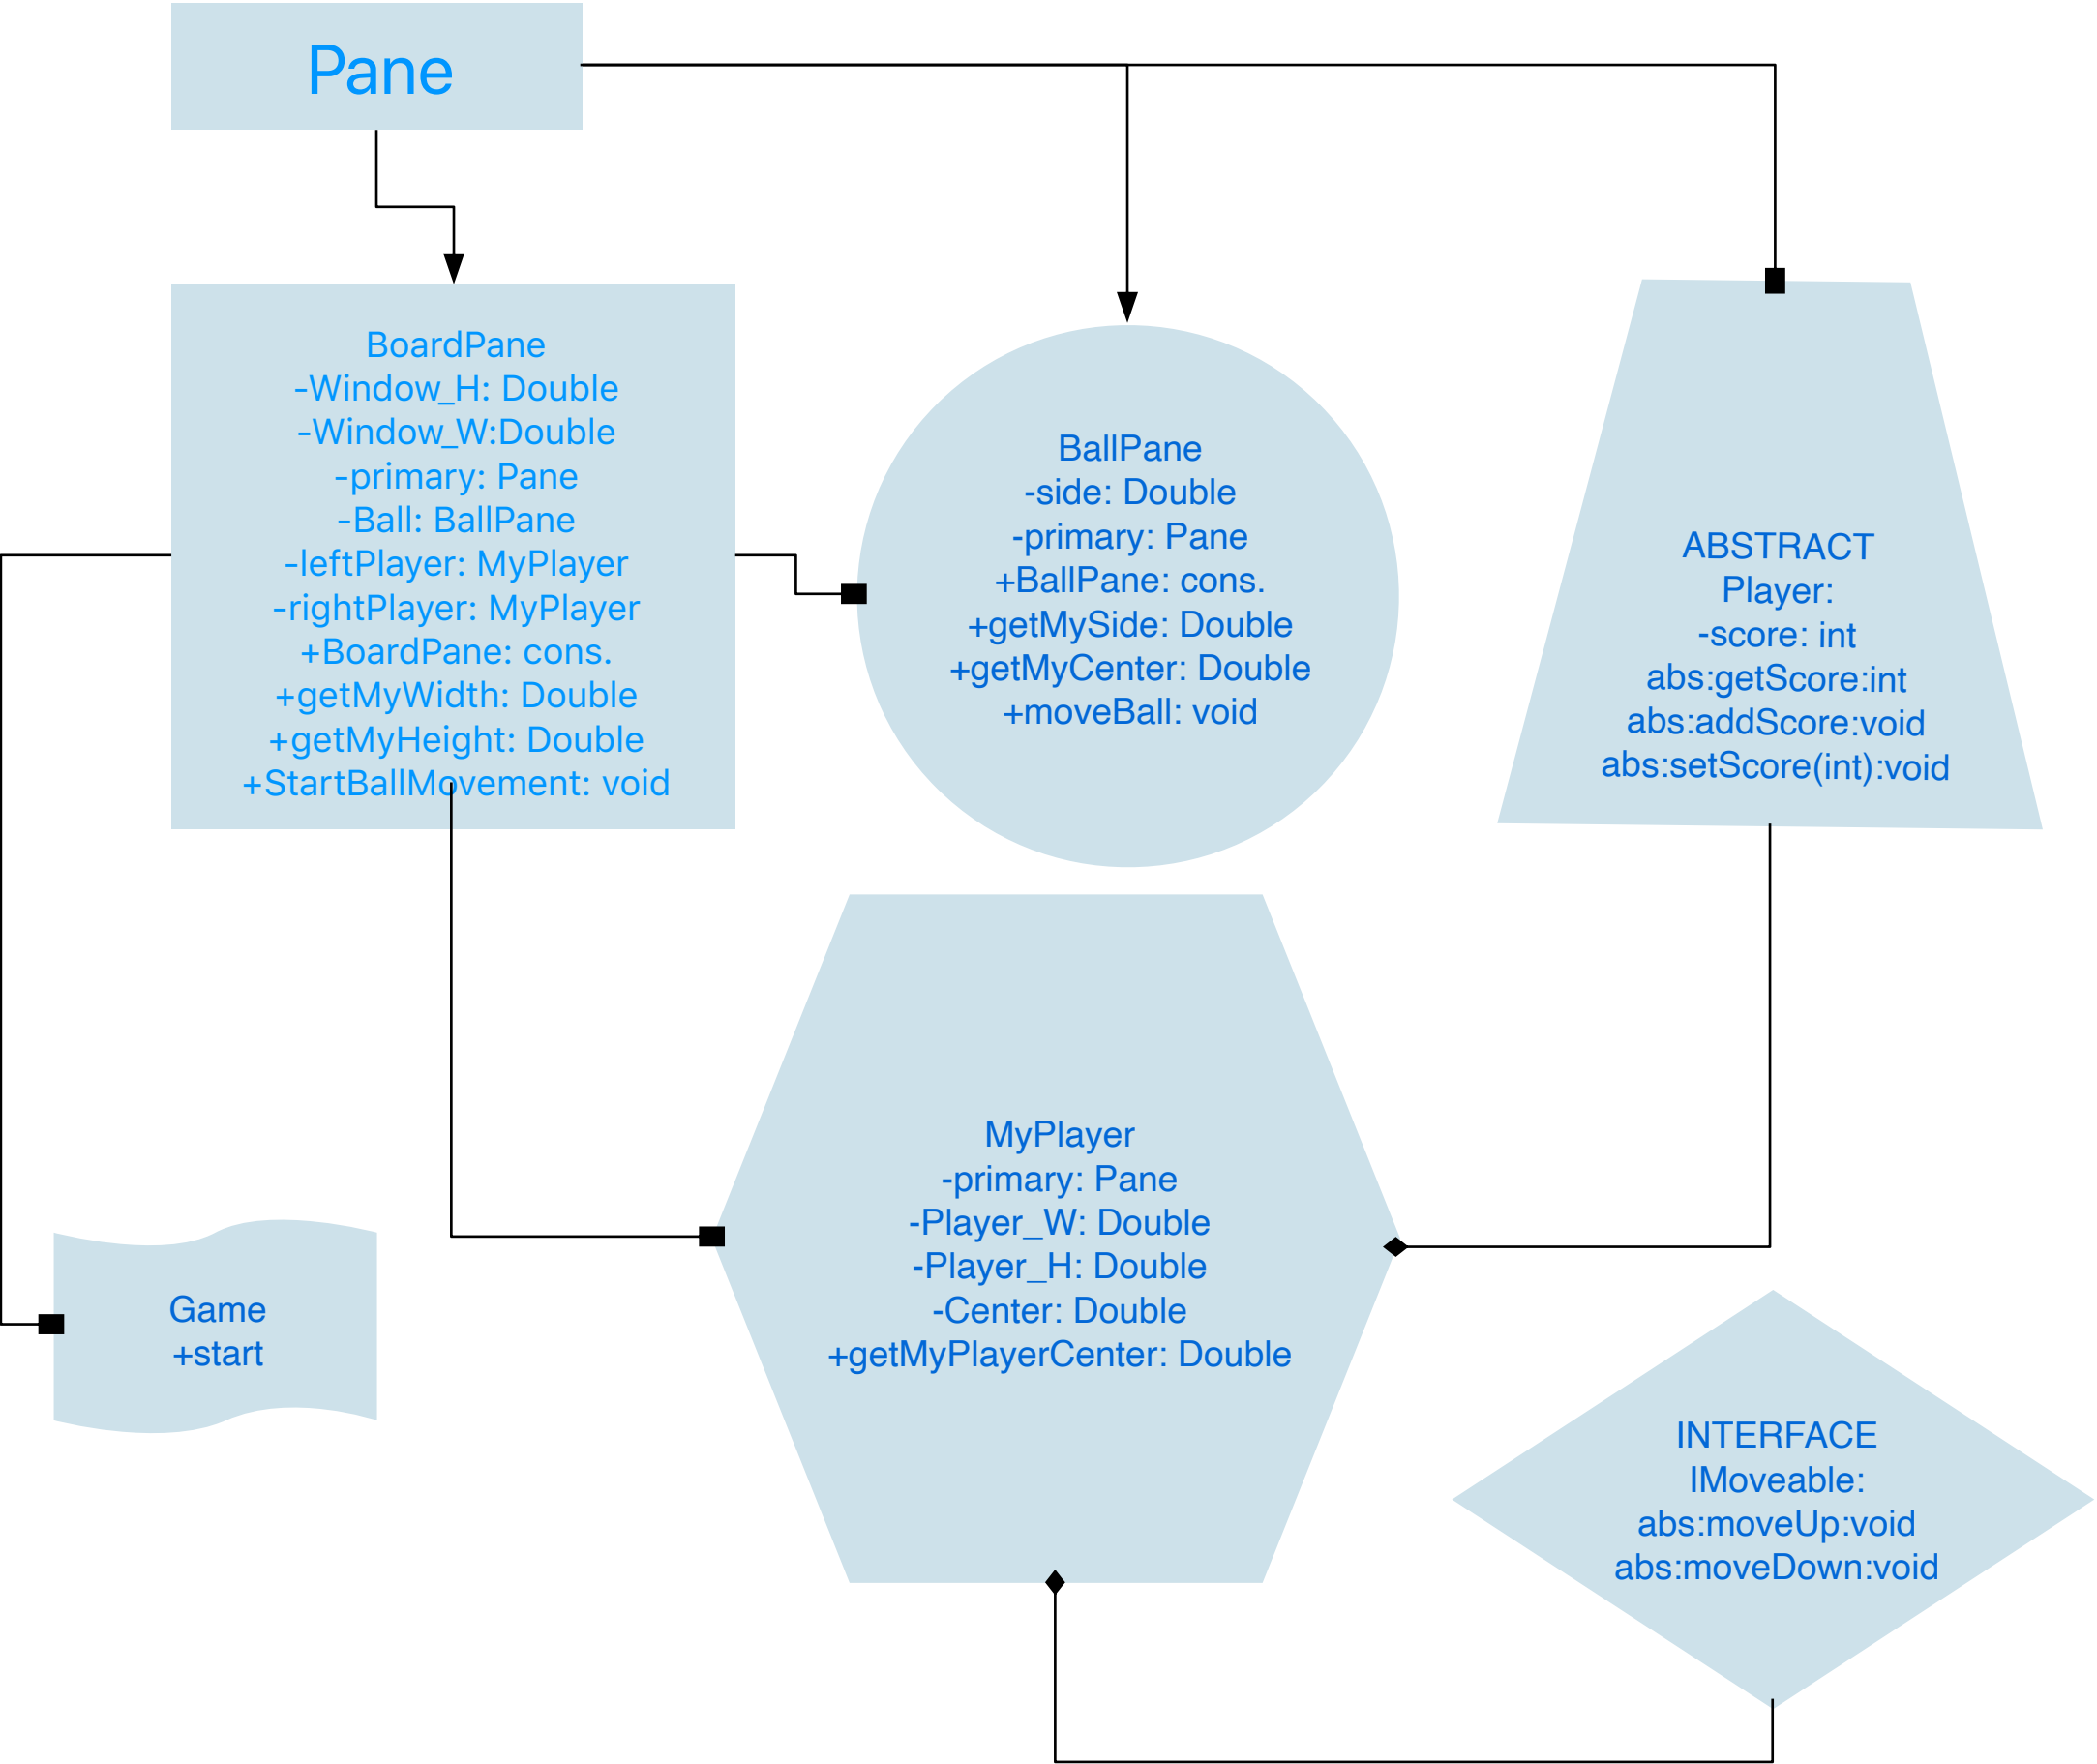 Pane
BoardPane
-Window_H: Double
-Window_W:Double
-primary: Pane
-Ball: BallPane
-leftPlayer: MyPlayer
-rightPlayer: MyPlayer
+BoardPane: cons.
+getMyWidth: Double
+getMyHeight: Double
+StartBallMovement: void
BallPane
-side: Double
-primary: Pane
+BallPane: cons.
+getMySide: Double
+getMyCenter: Double
+moveBall: void
ABSTRACT
Player:
-score: int
abs:getScore:int
abs:addScore:void
abs:setScore(int):void
MyPlayer
-primary: Pane
-Player_W: Double
-Player_H: Double
-Center: Double
+getMyPlayerCenter: Double
Game
+start
INTERFACE
IMoveable:
abs:moveUp:void
abs:moveDown:void